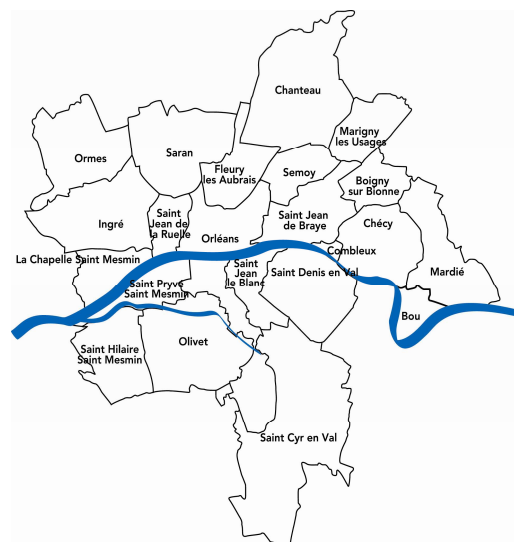 Chanteau
Marigny
les Usages
Ormes
Saran
Fleury
les Aubrais
Semoy
Boigny
sur Bionne
Ingré
Saint
Jean de
la Ruelle
Orléans
Saint Jean
de Braye
Chécy
La Chapelle Saint Mesmin
Combleux
Saint
Jean
le Blanc
Saint Denis en Val
Mardié
Saint Pryvé
Saint Mesmin
Bou
Saint Hilaire
Saint Mesmin
Olivet
Saint Cyr en Val